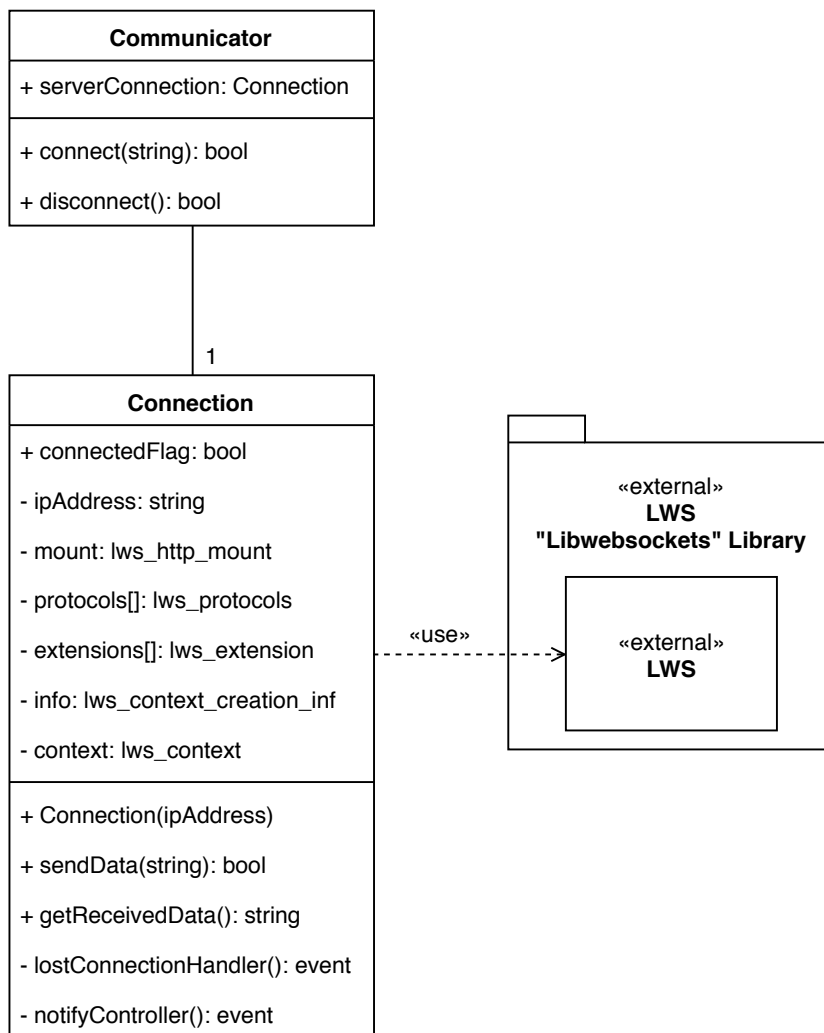 Communicator
+ serverConnection: Connection
+ connect(string): bool
+ disconnect(): bool
1
Connection
+ connectedFlag: bool
- ipAddress: string
- mount: lws_http_mount
- protocols[]: lws_protocols
- extensions[]: lws_extension
- info: lws_context_creation_inf
- context: lws_context
+ Connection(ipAddress)
+ sendData(string): bool
+ getReceivedData(): string
- lostConnectionHandler(): event
- notifyController(): event
«use»
«external»
LWS
"Libwebsockets" Library
«external»
LWS